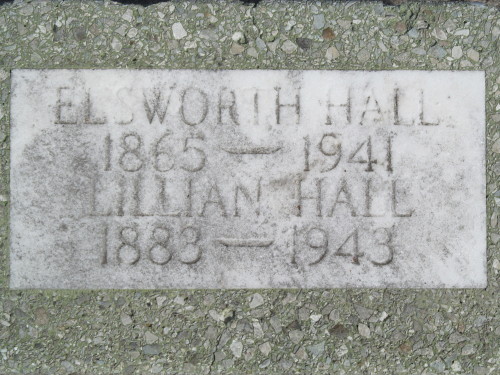 ELSWORTH HALL
1865 — 1941
LILLIAN HALL
1883 — 1943